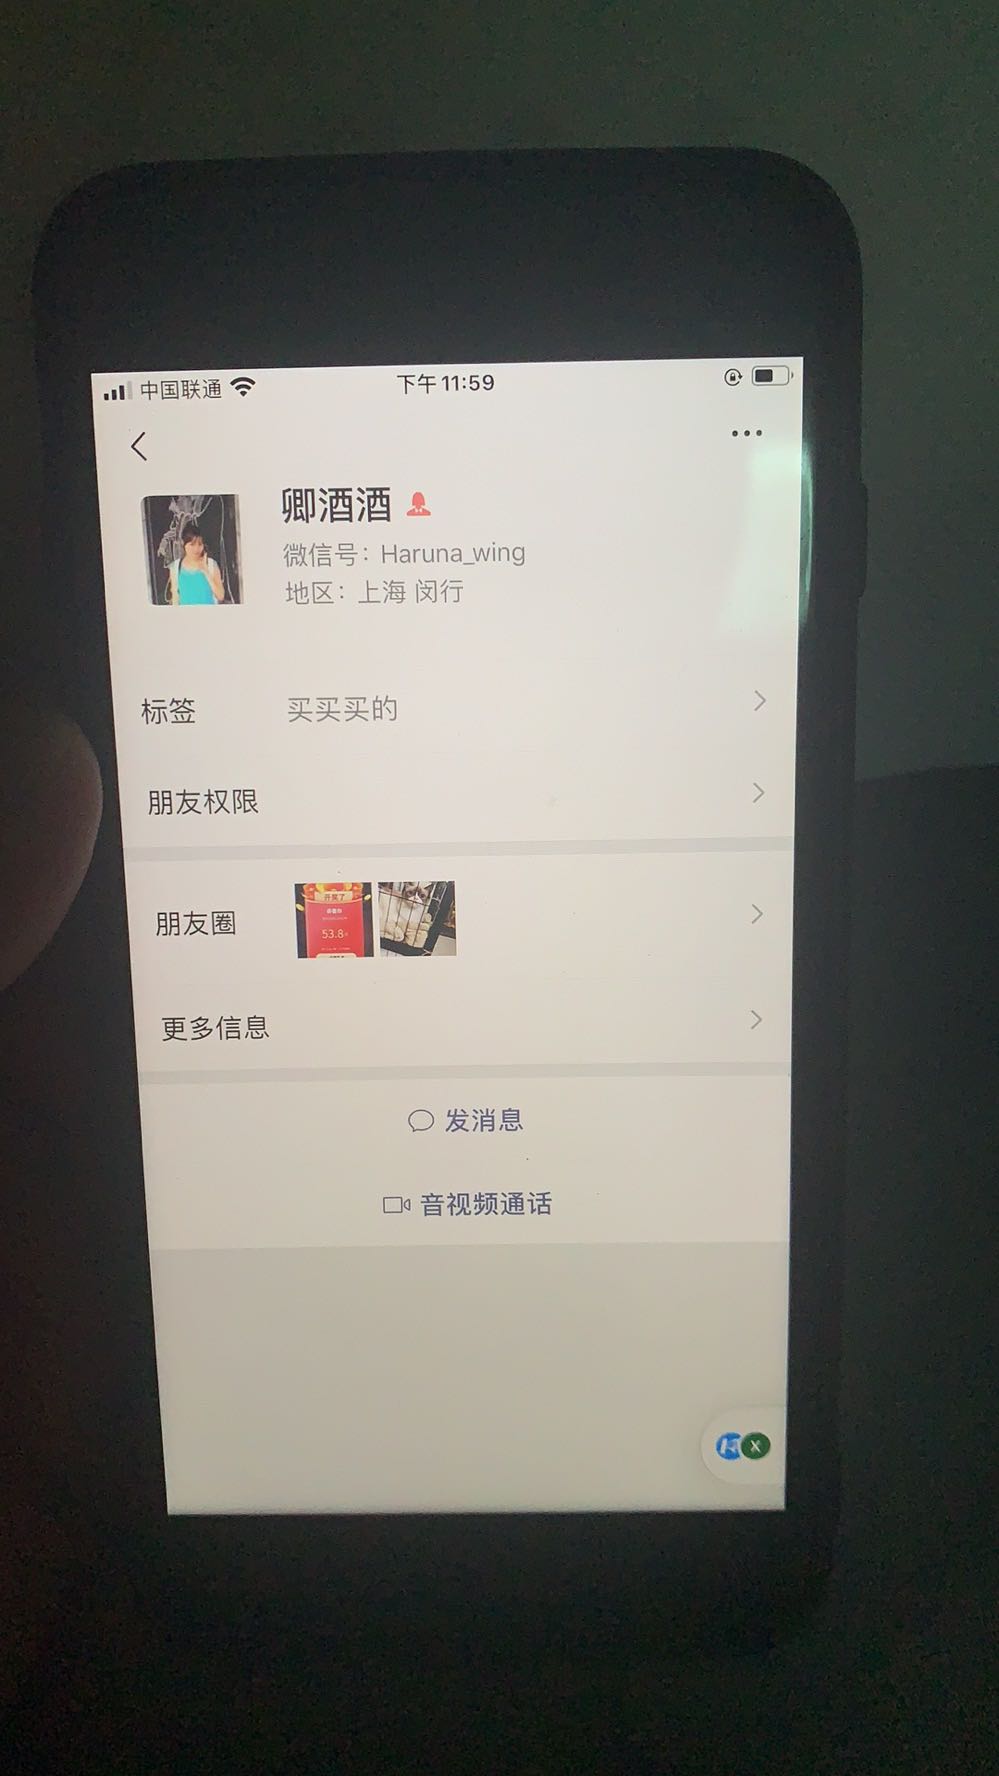 中国联通 下午11:59
卿酒酒
微信号：Haruna_wing
地区：上海 闵行
标签 买买买的
朋友权限
朋友圈
开奖了
53.8
更多信息
发消息
音视频通话
X